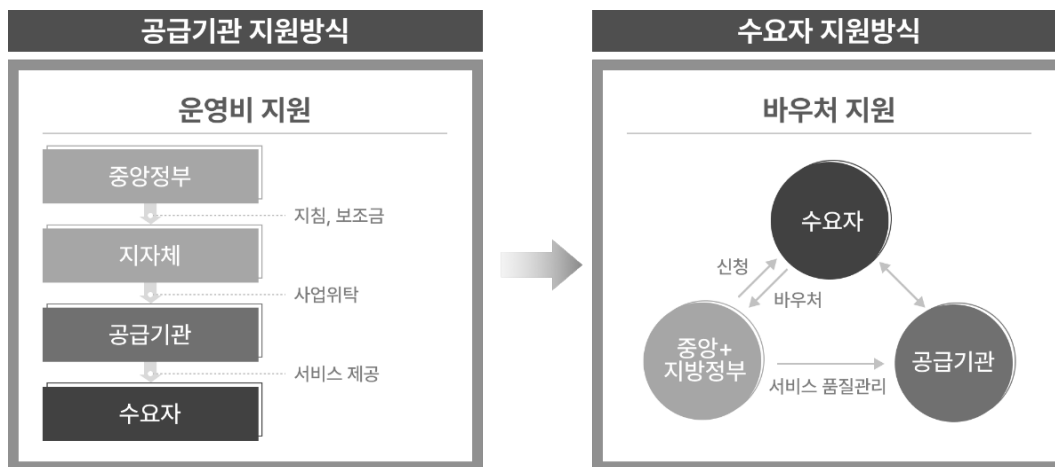 공급기관 지원방식
운영비 지원
중앙정부
지침, 보조금
지자체
사업위탁
공급기관
서비스 제공
수요자
수요자 지원방식
바우처 지원
수요자
신청
바우처
중앙+
지방정부
공급기관
서비스 품질관리